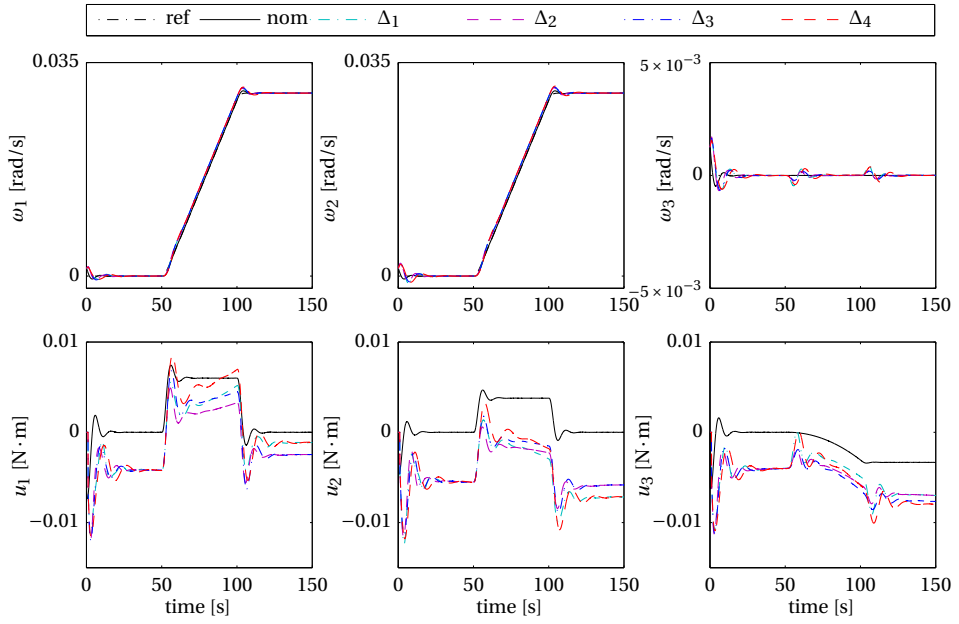 ref nom Δ₁ Δ₂ Δ₃ Δ₄
0.035 0.035 5 × 10⁻³
ω₁ [rad/s] ω₂ [rad/s] ω₃ [rad/s]
0 0 0
−5 × 10⁻³
0 50 100 150 0 50 100 150 0 50 100 150
0.01 0.01 0.01
u₁ [N · m] u₂ [N · m] u₃ [N · m]
0 0 0
−0.01 −0.01 −0.01
0 50 100 150 0 50 100 150 0 50 100 150
time [s] time [s] time [s]